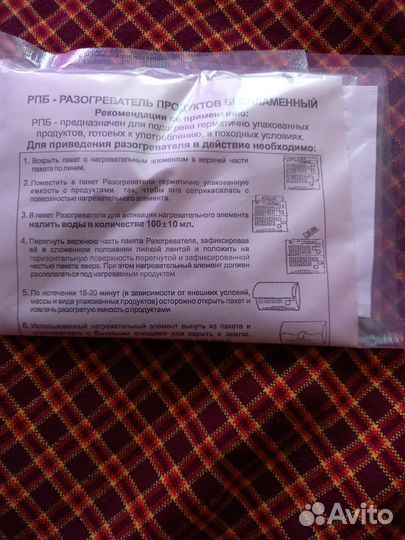 РПБ - РАЗОГРЕВАТЕЛЬ ПРОДУКТОВ БЕСПЛАМЕННЫЙ
Рекомендации по применению:
РПБ - предназначен для подогрева герметично упакованных
продуктов, готовых к употреблению, в походных условиях.
Для приведения разогревателя в действие необходимо:
1. Вскрыть пакет с нагревательным элементом в верхней части
пакета по линии.
2. Поместить в пакет Разогревателя герметично упакованную
емкость с продуктами так, чтобы она соприкасалась с
поверхностью нагревательного элемента.
3. В пакет Разогревателя для активации нагревательного элемента
налить воды в количестве 100±10 мл.
4. Перегнуть верхнюю часть пакета Разогревателя, зафиксировав
её в сложенном положении липкой лентой и положить на
горизонтальную поверхность перегнутой и зафиксированной
частью пакета вверх. При этом нагревательный элемент должен
располагаться под нагреваемым продуктом.
5. По истечении 15-20 минут (в зависимости от внешних условий,
массы и вида упакованных продуктов) осторожно открыть пакет и
извлечь разогретую емкость с продуктами.
6. Использованный нагревательный элемент вынуть из пакета и
с бытовыми отходами или зарыть в землю.
Avito